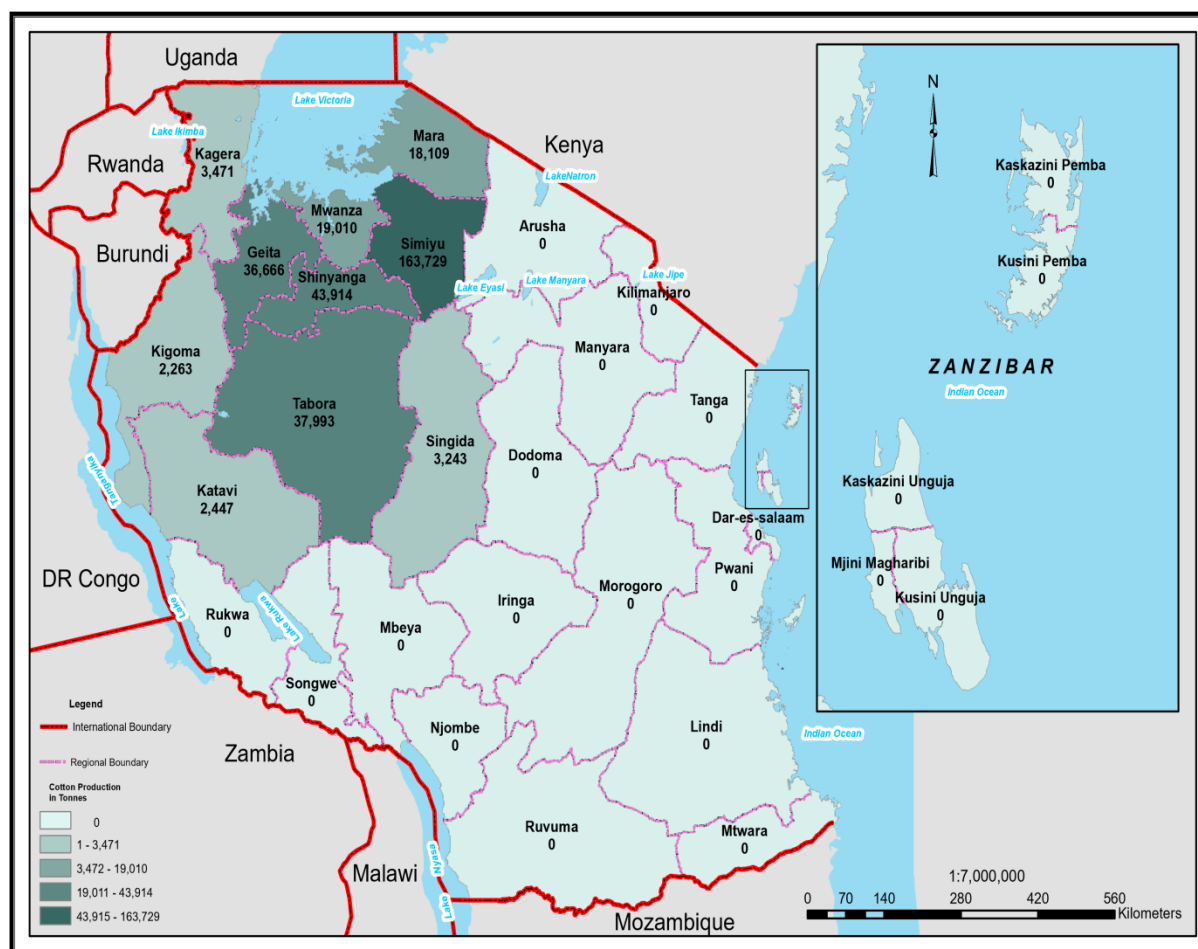 Uganda
Lake Victoria
Lake Ikimba
Mara
18,109
Kenya
Kagera
3,471
Rwanda
LakeNatron
Mwanza
19,010
Arusha
0
Burundi
Geita
36,666
Simiyu
163,729
Shinyanga
43,914
Lake Eyasi
Lake Manyara
Lake Jipe
Kilimanjaro
0
Kigoma
2,263
Manyara
0
Tabora
37,993
Tanga
0
Singida
3,243
Dodoma
0
Katavi
2,447
Lake
Tanganyika
Dar-es-salaam
0
Pwani
0
DR Congo
Rukwa
0
Lake Rukwa
Mbeya
0
Iringa
0
Morogoro
0
Songwe
0
Njombe
0
Lindi
0
Indian Ocean
Zambia
Ruvuma
0
Mtwara
0
Malawi
Lake
Nyasa
Mozambique
N
Kaskazini Pemba
0
Kusini Pemba
0
ZANZIBAR
Indian Ocean
Kaskazini Unguja
0
Mjini Magharibi
0
Kusini Unguja
0
Legend
International Boundary
Regional Boundary
Cotton Production
in Tonnes
0
1 - 3,471
3,472 - 19,010
19,011 - 43,914
43,915 - 163,729
1:7,000,000
0 70 140 280 420 560
Kilometers